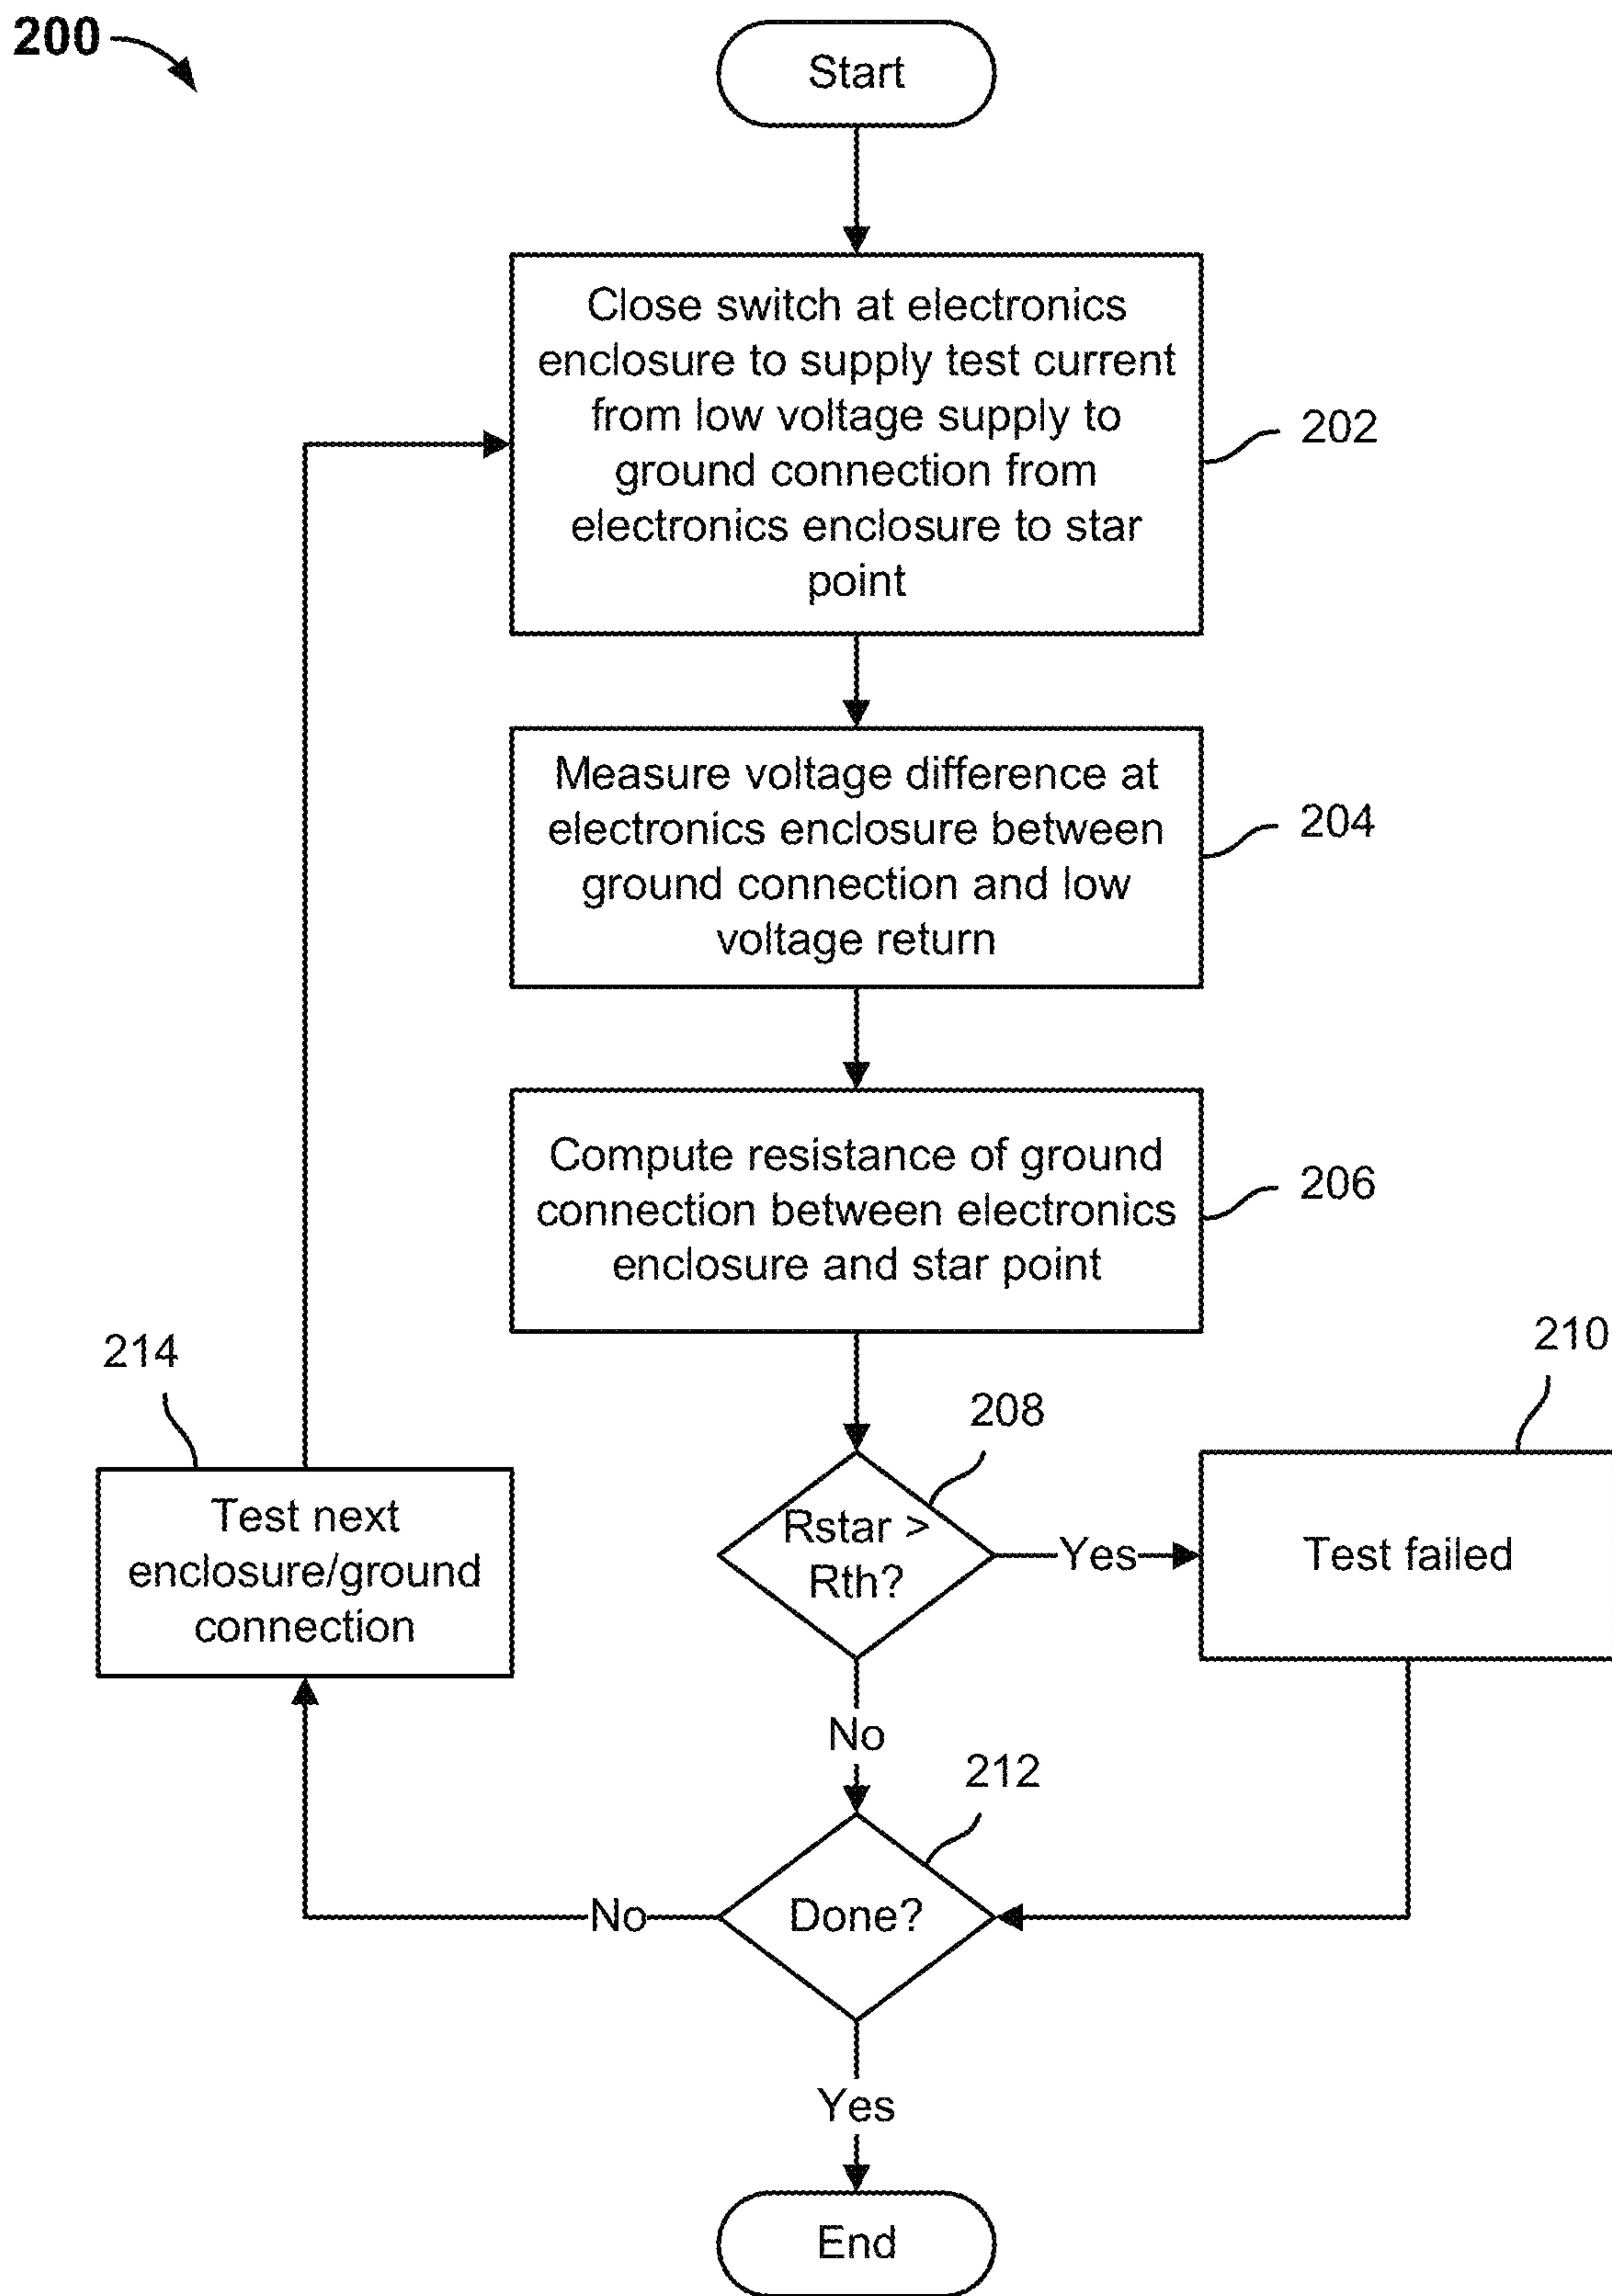 200
Start
Close switch at electronics
enclosure to supply test current
from low voltage supply to
ground connection from
electronics enclosure to star
point
202
Measure voltage difference at
electronics enclosure between
ground connection and low
voltage return
204
Compute resistance of ground
connection between electronics
enclosure and star point
206
208
Rstar >
Rth?
Yes
210
Test failed
No
212
Done?
No
214
Test next
enclosure/ground
connection
Yes
End